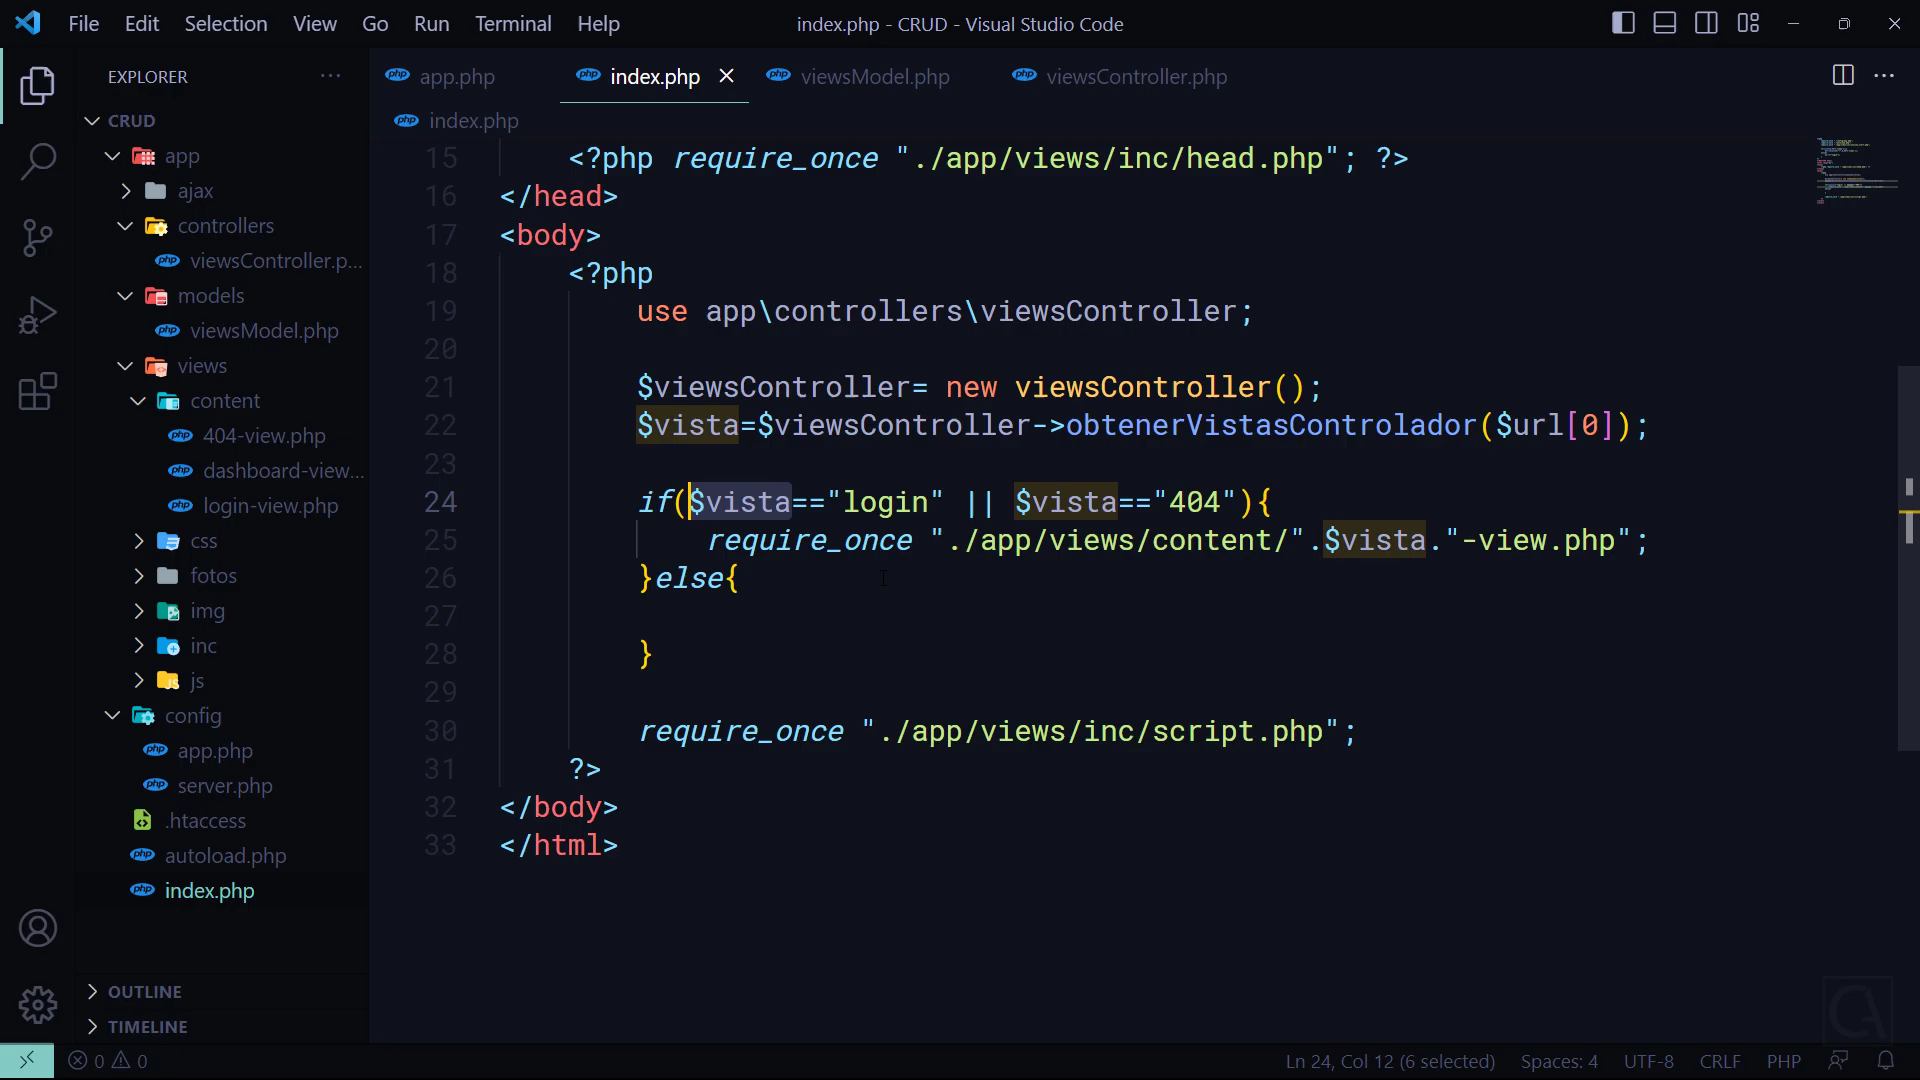 File Edit Selection View Go Run Terminal Help
index.php - CRUD - Visual Studio Code
EXPLORER
CRUD
app
ajax
controllers
viewsController.p...
models
viewsModel.php
views
content
404-view.php
dashboard-view...
login-view.php
css
fotos
img
inc
js
config
app.php
server.php
.htaccess
autoload.php
index.php
OUTLINE
TIMELINE
app.php index.php viewsModel.php viewsController.php
index.php
15 <?php require_once "./app/views/inc/head.php"; ?>
16 </head>
17 <body>
18 <?php
19 use app\controllers\viewsController;
20
21 $viewsController= new viewsController();
22 $vista=$viewsController->obtenerVistasControlador($url[0]);
23
24 if($vista=="login" || $vista=="404"){
25 require_once "./app/views/content/".$vista."-view.php";
26 }else{
27
28 }
29
30 require_once "./app/views/inc/script.php";
31 ?>
32 </body>
33 </html>
0 0 Ln 24, Col 12 (6 selected) Spaces: 4 UTF-8 CRLF PHP